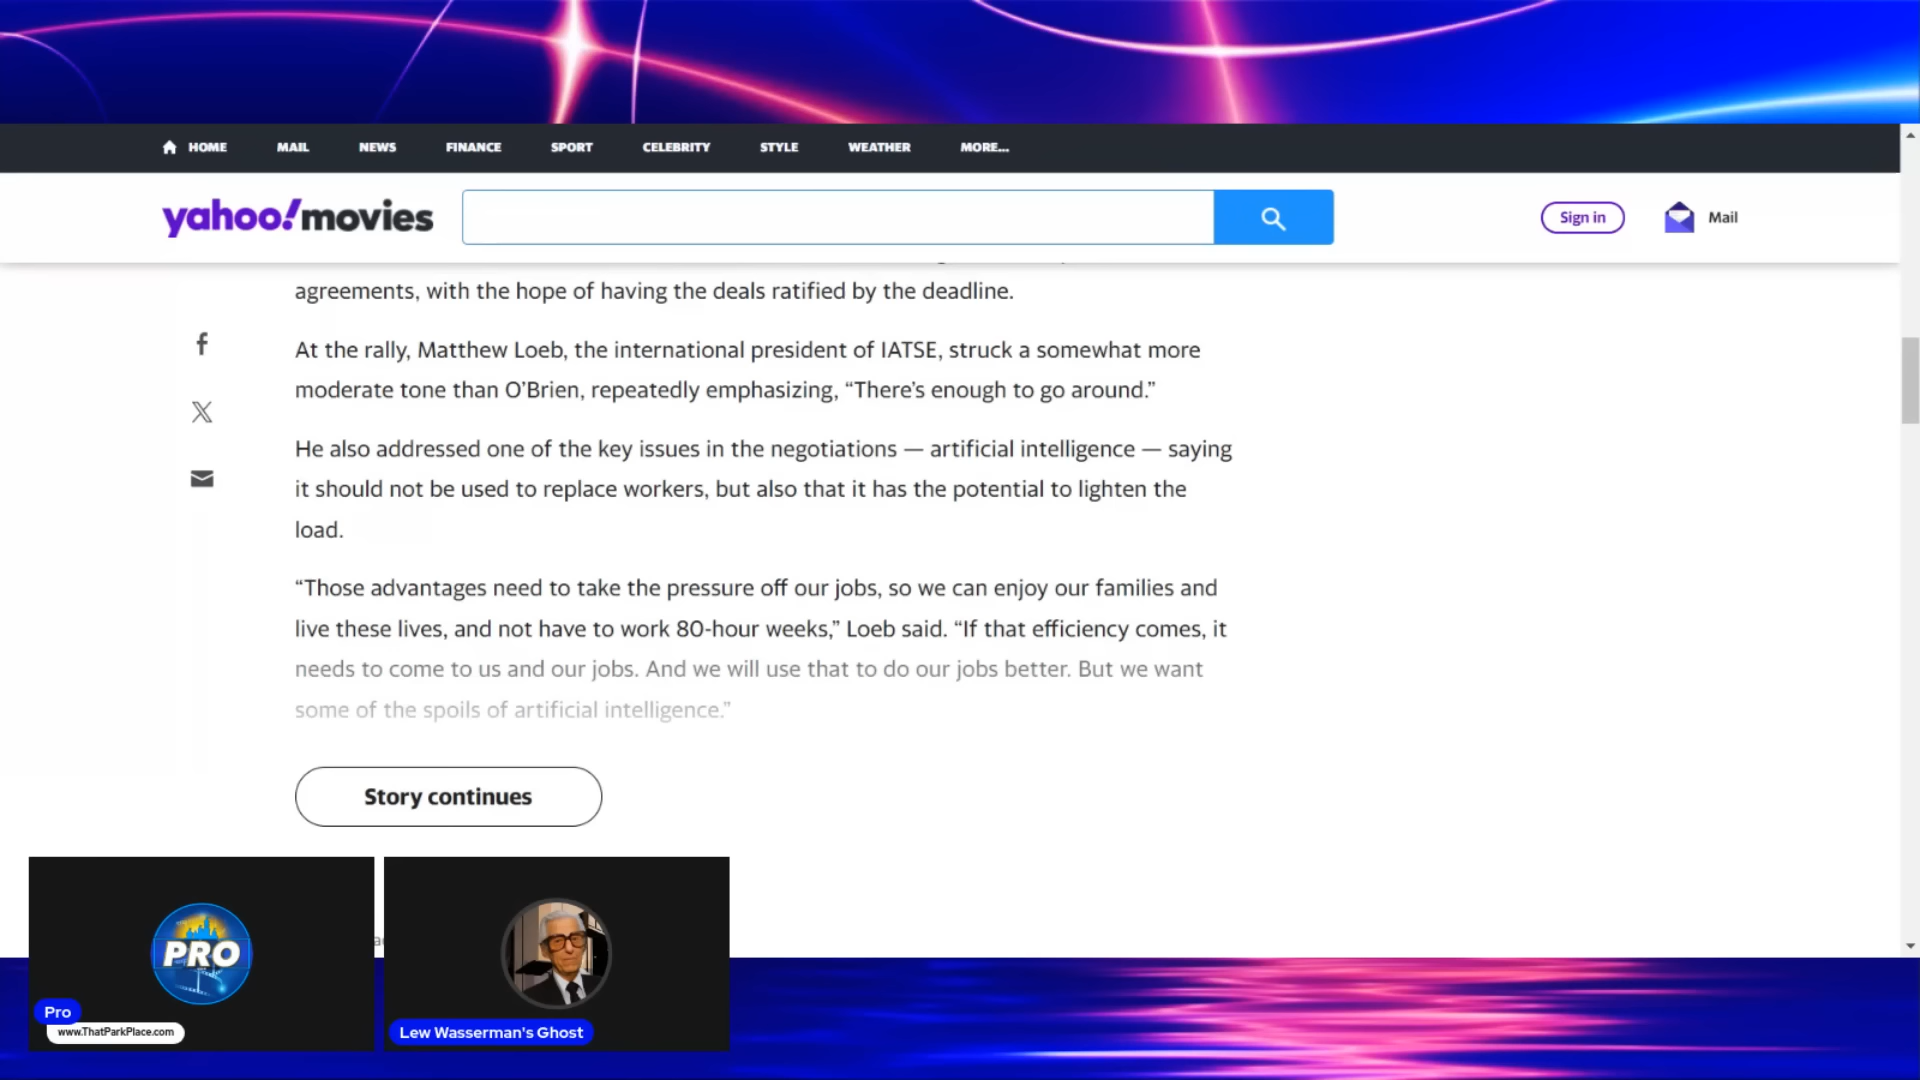 HOME MAIL NEWS FINANCE SPORT CELEBRITY STYLE WEATHER MORE...
yahoo!movies
Sign in
Mail
agreements, with the hope of having the deals ratified by the deadline.
At the rally, Matthew Loeb, the international president of IATSE, struck a somewhat more
moderate tone than O’Brien, repeatedly emphasizing, “There’s enough to go around.”
He also addressed one of the key issues in the negotiations — artificial intelligence — saying
it should not be used to replace workers, but also that it has the potential to lighten the
load.
“Those advantages need to take the pressure off our jobs, so we can enjoy our families and
live these lives, and not have to work 80-hour weeks,” Loeb said. “If that efficiency comes, it
needs to come to us and our jobs. And we will use that to do our jobs better. But we want
some of the spoils of artificial intelligence.”
Story continues
PRO
Pro
www.ThatParkPlace.com
Lew Wasserman's Ghost